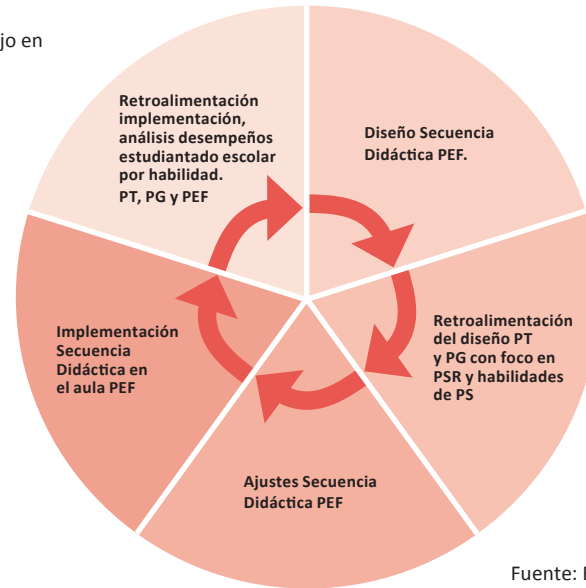 jo en
Retroalimentación
implementación,
análisis desempeños
estudiantado escolar
por habilidad.
PT, PG y PEF
Diseño Secuencia
Didáctica PEF.
Retroalimentación
del diseño PT
y PG con foco en
PSR y habilidades
de PS
Ajustes Secuencia
Didáctica PEF
Implementación
Secuencia
Didáctica en
el aula PEF
Fuente: